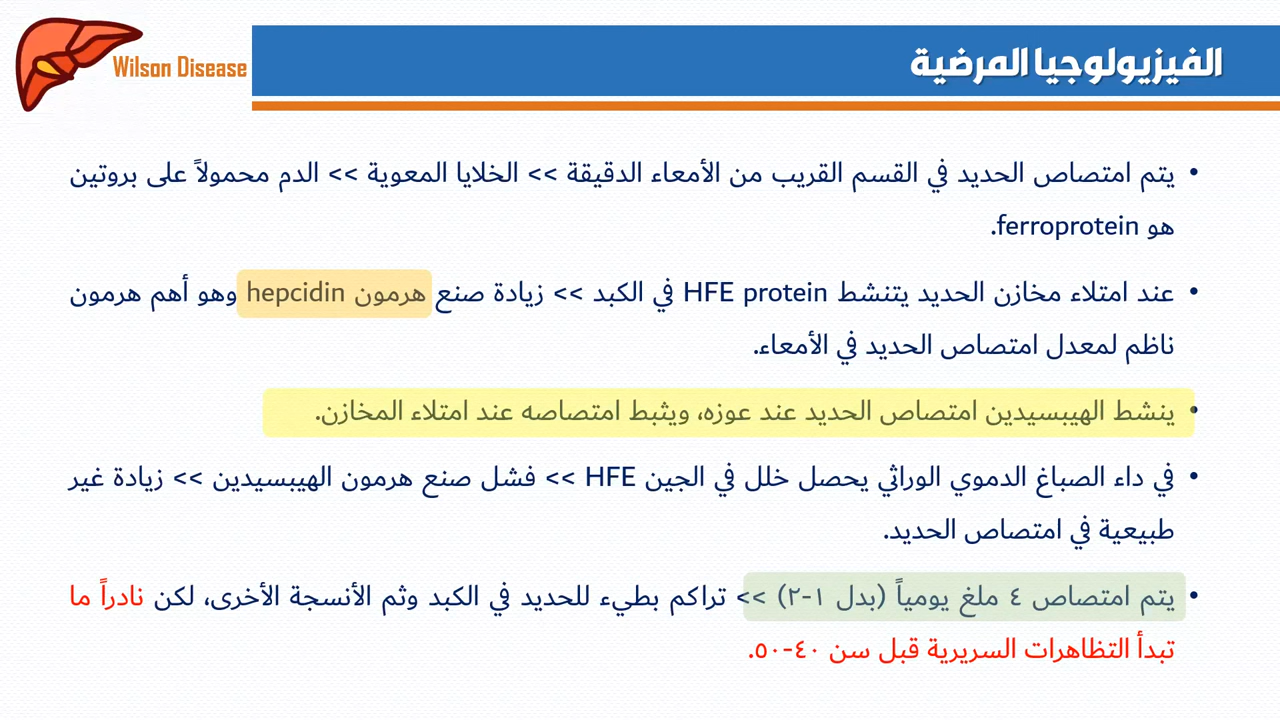 Wilson Disease
الفيزيولوجيا المرضية
• يتم امتصاص الحديد في القسم القريب من الأمعاء الدقيقة >> الخلايا المعوية >> الدم محمولاً على بروتين
هو ferroprotein.
• عند امتلاء مخازن الحديد يتنشط HFE protein في الكبد >> زيادة صنع هرمون hepcidin وهو أهم هرمون
ناظم لمعدل امتصاص الحديد في الأمعاء.
• ينشط الهيبسيدين امتصاص الحديد عند عوزه، ويثبط امتصاصه عند امتلاء المخازن.
• في داء الصباغ الدموي الوراثي يحصل خلل في الجين HFE >> فشل صنع هرمون الهيبسيدين >> زيادة غير
طبيعية في امتصاص الحديد.
• يتم امتصاص ٤ ملغ يومياً (بدل ١-٢) >> تراكم بطيء للحديد في الكبد وثم الأنسجة الأخرى، لكن نادراً ما
تبدأ التظاهرات السريرية قبل سن ٤٠-٥٠.